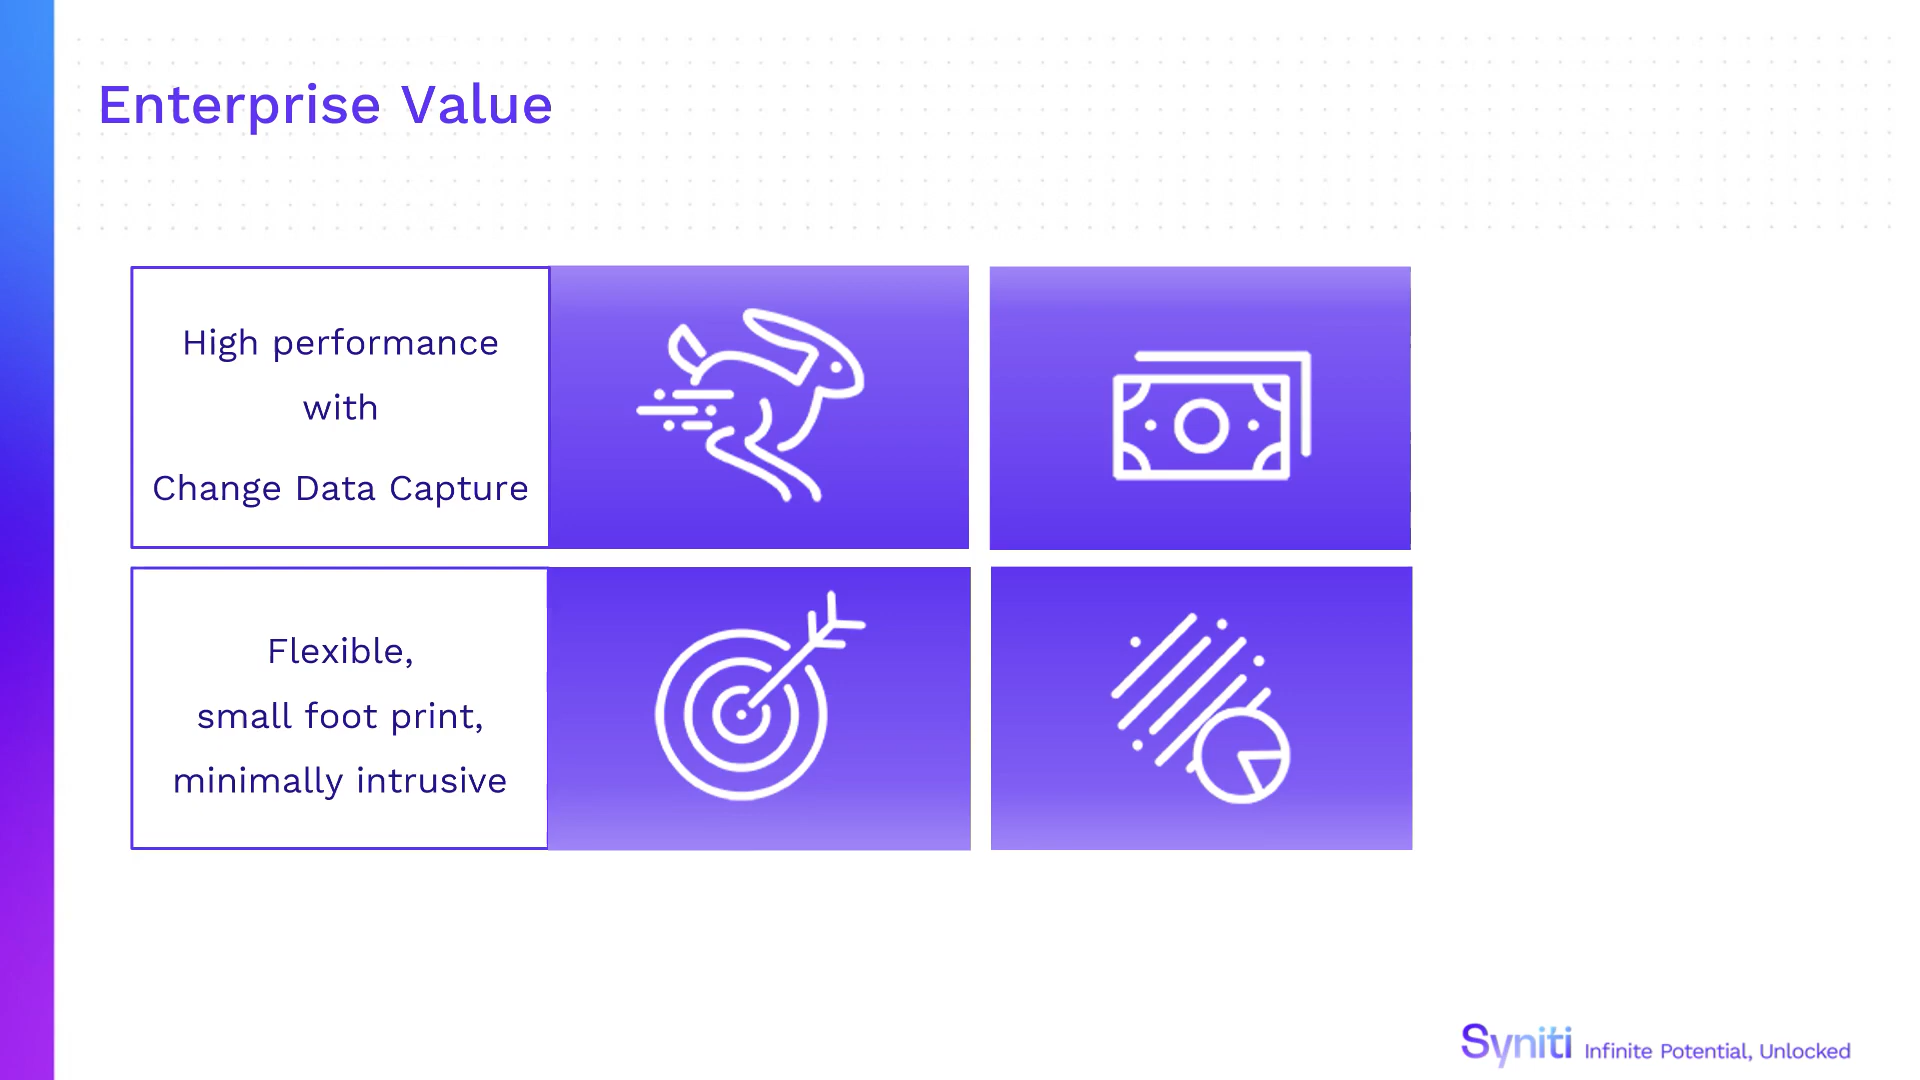 Enterprise Value
High performance
with
Change Data Capture
Flexible,
small foot print,
minimally intrusive
Syniti Infinite Potential, Unlocked